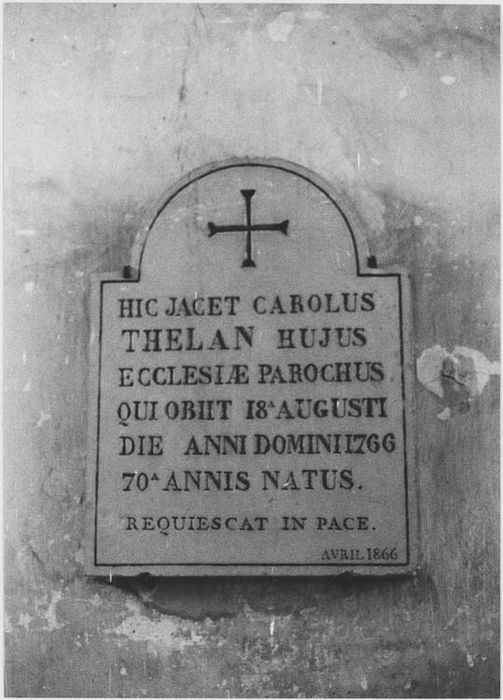 HIC JACET CAROLUS
THELAN HUJUS
ECCLESIÆ PAROCHUS
QUI OBIIT 18ᴬ AUGUSTI
DIE ANNI DOMINI 1766
70ᴬ ANNIS NATUS.
REQUIESCAT IN PACE.
AVRIL 1866